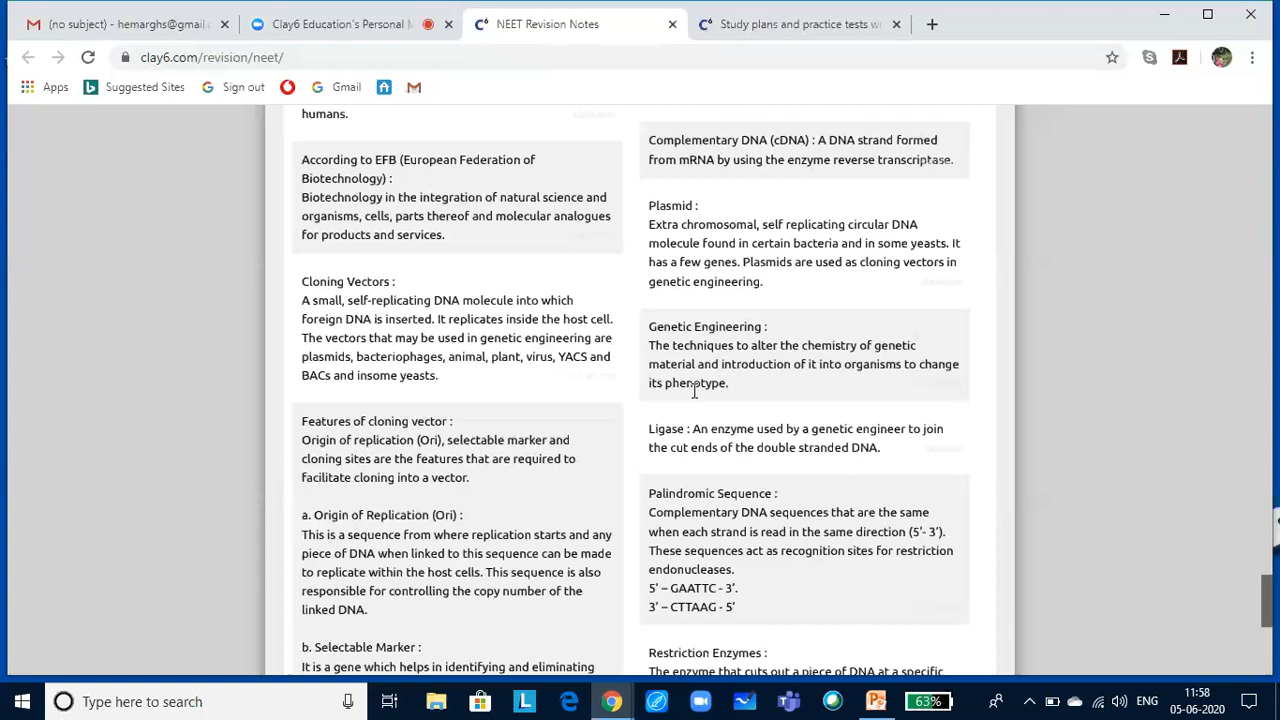 (no subject) - hemarghs@gmail
Clay6 Education's Personal M
NEET Revision Notes
Study plans and practice tests w
clay6.com/revision/neet/
Apps
Suggested Sites
Sign out
Gmail
humans.
According to EFB (European Federation of
Biotechnology) :
Biotechnology in the integration of natural science and
organisms, cells, parts thereof and molecular analogues
for products and services.
Cloning Vectors :
A small, self-replicating DNA molecule into which
foreign DNA is inserted. It replicates inside the host cell.
The vectors that may be used in genetic engineering are
plasmids, bacteriophages, animal, plant, virus, YACS and
BACs and insome yeasts.
Features of cloning vector :
Origin of replication (Ori), selectable marker and
cloning sites are the features that are required to
facilitate cloning into a vector.
a. Origin of Replication (Ori) :
This is a sequence from where replication starts and any
piece of DNA when linked to this sequence can be made
to replicate within the host cells. This sequence is also
responsible for controlling the copy number of the
linked DNA.
b. Selectable Marker :
It is a gene which helps in identifying and eliminating
Complementary DNA (cDNA) : A DNA strand formed
from mRNA by using the enzyme reverse transcriptase.
Plasmid :
Extra chromosomal, self replicating circular DNA
molecule found in certain bacteria and in some yeasts. It
has a few genes. Plasmids are used as cloning vectors in
genetic engineering.
Genetic Engineering :
The techniques to alter the chemistry of genetic
material and introduction of it into organisms to change
its phenotype.
Ligase : An enzyme used by a genetic engineer to join
the cut ends of the double stranded DNA.
Palindromic Sequence :
Complementary DNA sequences that are the same
when each strand is read in the same direction (5’- 3’).
These sequences act as recognition sites for restriction
endonucleases.
5’ – GAATTC - 3’.
3’ – CTTAAG - 5’
Restriction Enzymes :
The enzyme that cuts out a piece of DNA at a specific
Type here to search
63%
ENG
11:58
05-06-2020